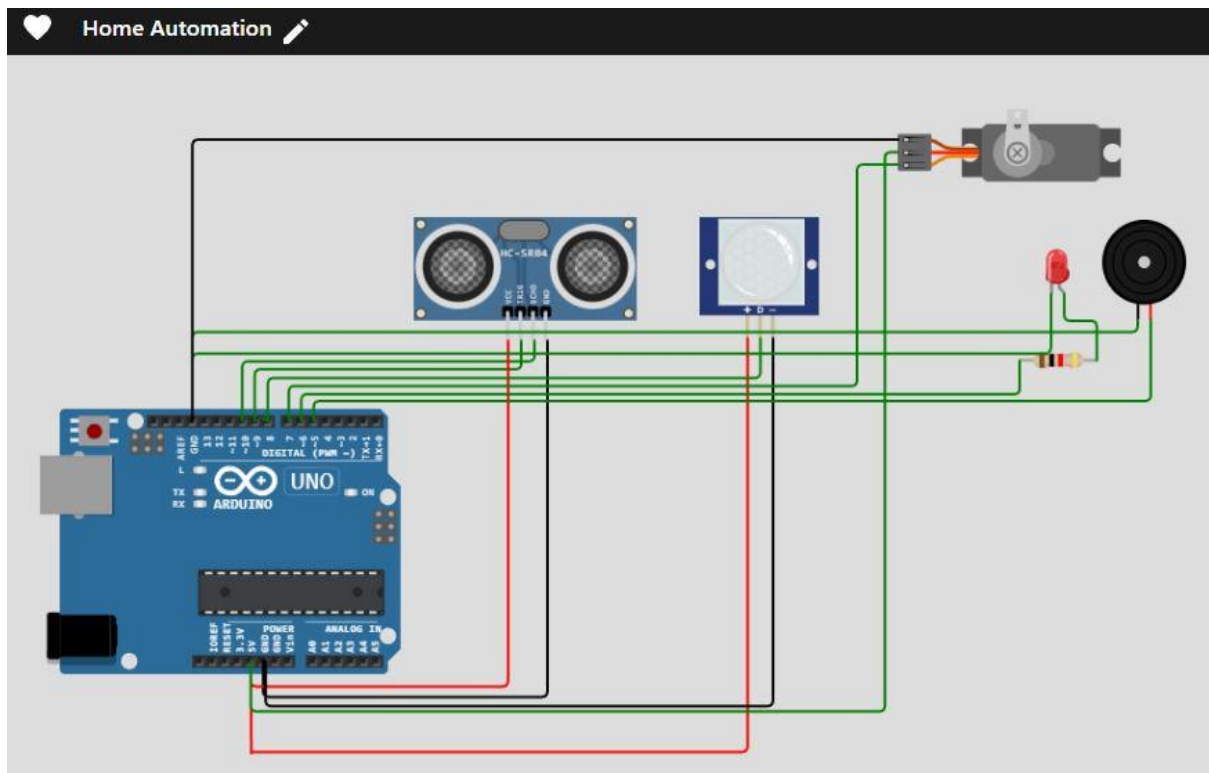 Home Automation
HC-SR04
VCC
TRIG
ECHO
GND
+ D -
AREF
GND
13
12
~11
~10
~9
8
7
~6
~5
4
~3
2
TX→1
RX←0
DIGITAL (PWM ~)
L
TX
RX
ARDUINO
UNO
ON
IOREF
RESET
3.3V
5V
GND
GND
Vin
POWER
ANALOG IN
A0
A1
A2
A3
A4
A5